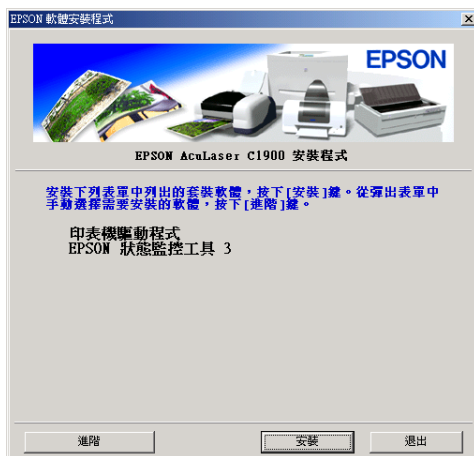 EPSON 軟體安裝程式
EPSON
EPSON AcuLaser C1900 安裝程式
安裝下列表單中列出的套裝軟體，按下[安裝]鍵。從彈出表單中
手動選擇需要安裝的軟體，按下[進階]鍵。
印表機驅動程式
EPSON 狀態監控工具 3
進階
安裝
退出